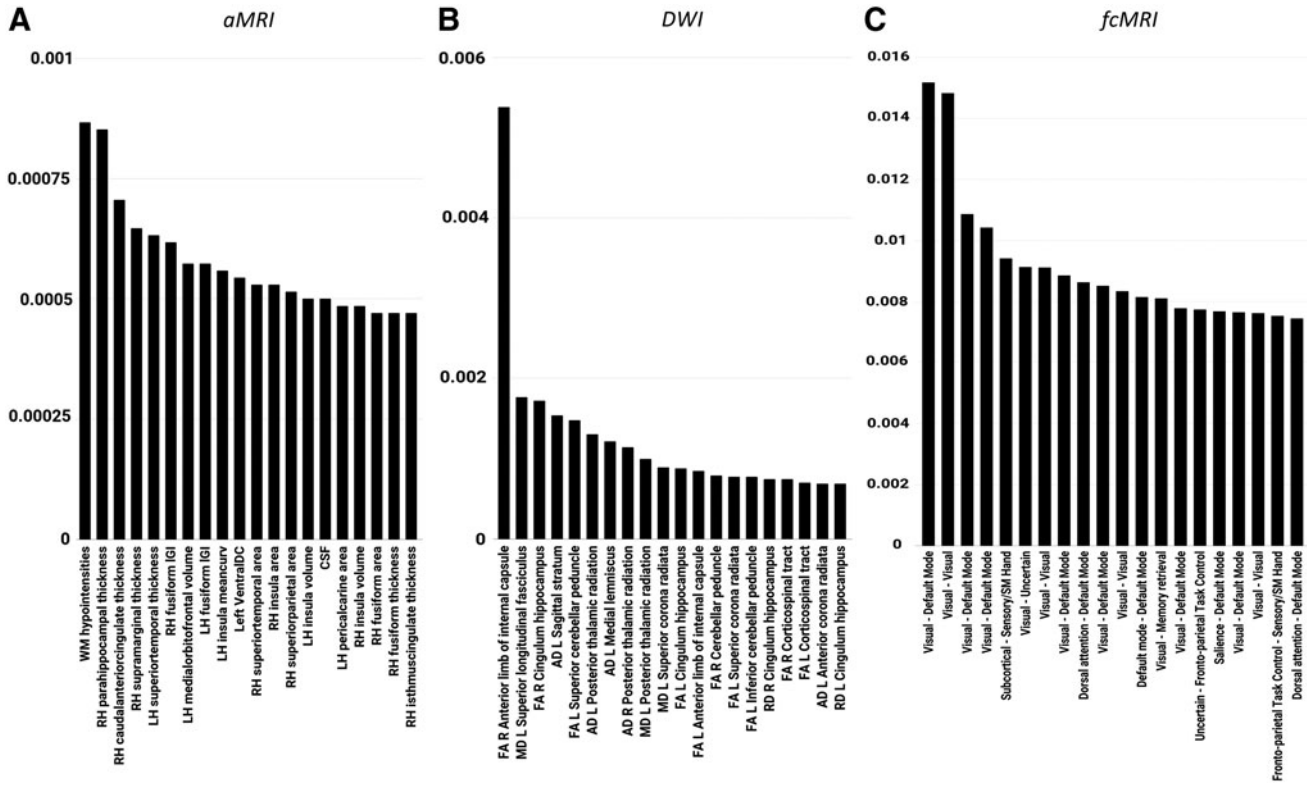 A
aMRI
0.001
0.00075
0.0005
0.00025
0
WM hypointensities
RH parahippocampal thickness
RH caudalanteriorcingulate thickness
RH supramarginal thickness
LH superiortemporal thickness
RH fusiform lGI
LH medialorbitofrontal volume
LH fusiform lGI
LH insula meancurv
Left VentralDC
RH superiortemporal area
RH insula area
RH superiorparietal area
LH insula volume
CSF
LH pericalcarine area
RH insula volume
RH fusiform area
RH fusiform thickness
RH isthmuscingulate thickness
B
DWI
0.006
0.004
0.002
0
FA R Anterior limb of internal capsule
MD L Superior longitudinal fasciculus
FA R Cingulum hippocampus
AD L Sagittal stratum
FA L Superior cerebellar peduncle
AD L Posterior thalamic radiation
AD L Medial lemniscus
AD R Posterior thalamic radiation
MD L Posterior thalamic radiation
MD L Superior corona radiata
FA L Cingulum hippocampus
FA L Anterior limb of internal capsule
FA R Cerebellar peduncle
FA L Superior corona radiata
FA L Inferior cerebellar peduncle
RD R Cingulum hippocampus
FA R Corticospinal tract
FA L Corticospinal tract
AD L Anterior corona radiata
RD L Cingulum hippocampus
C
fcMRI
0.016
0.014
0.012
0.01
0.008
0.006
0.004
0.002
0
Visual - Default Mode
Visual - Visual
Visual - Default Mode
Visual - Default Mode
Subcortical - Sensory/SM Hand
Visual - Uncertain
Visual - Visual
Visual - Default Mode
Dorsal attention - Default Mode
Visual - Default Mode
Visual - Visual
Default mode - Default Mode
Visual - Memory retrieval
Visual - Default Mode
Uncertain - Fronto-parietal Task Control
Salience - Default Mode
Visual - Default Mode
Visual - Visual
Fronto-parietal Task Control - Sensory/SM Hand
Dorsal attention - Default Mode